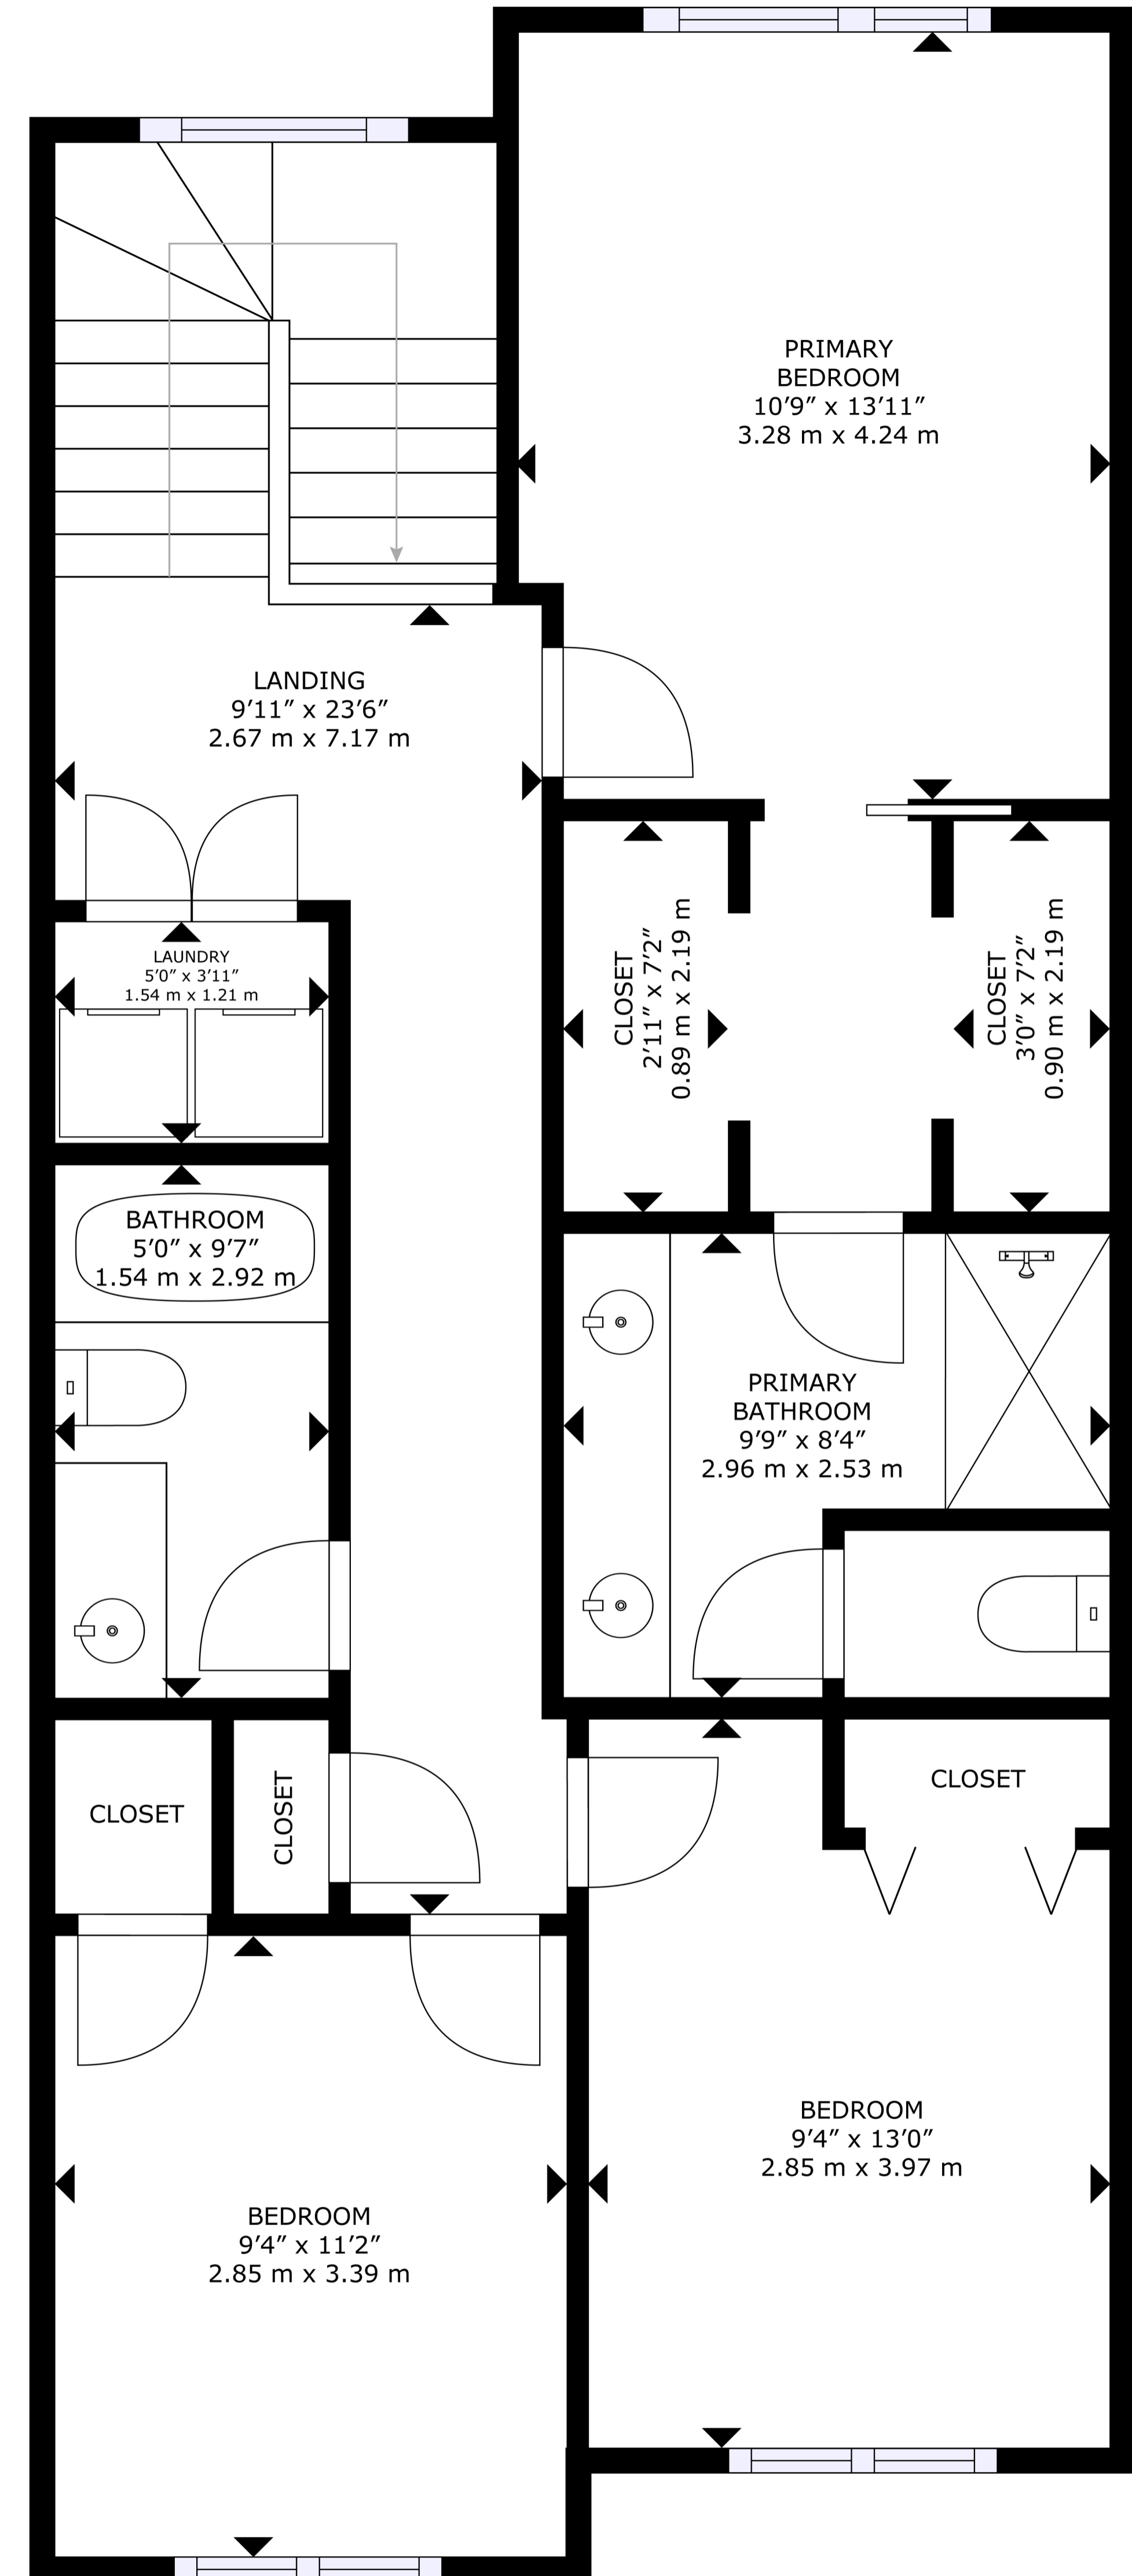 PRIMARY
BEDROOM
10′9″ x 13′11″
3.28 m x 4.24 m
LANDING
9′11″ x 23′6″
2.67 m x 7.17 m
LAUNDRY
5′0″ x 3′11″
1.54 m x 1.21 m
CLOSET
2′11″ x 7′2″
0.89 m x 2.19 m
CLOSET
3′0″ x 7′2″
0.90 m x 2.19 m
BATHROOM
5′0″ x 9′7″
1.54 m x 2.92 m
PRIMARY
BATHROOM
9′9″ x 8′4″
2.96 m x 2.53 m
CLOSET
CLOSET
CLOSET
BEDROOM
9′4″ x 13′0″
2.85 m x 3.97 m
BEDROOM
9′4″ x 11′2″
2.85 m x 3.39 m